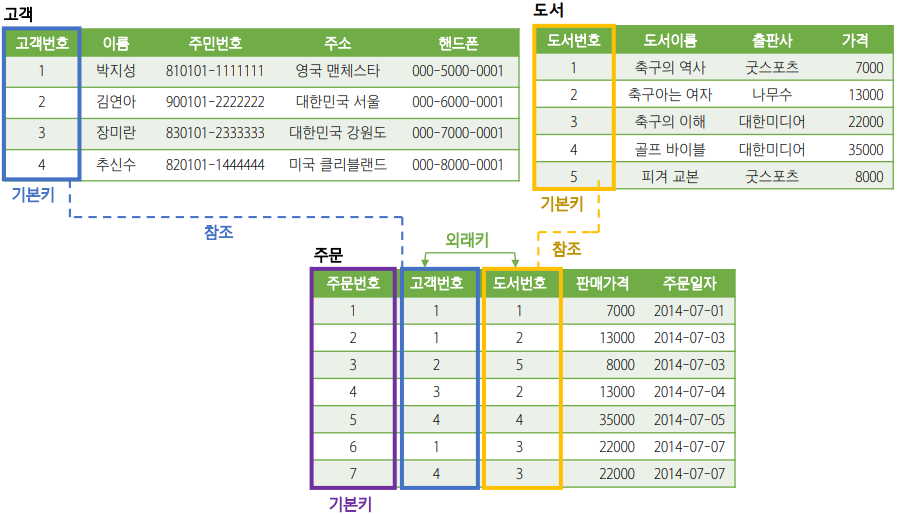 고객
고객번호 이름 주민번호 주소 핸드폰
1 박지성 810101-1111111 영국 맨체스타 000-5000-0001
2 김연아 900101-2222222 대한민국 서울 000-6000-0001
3 장미란 830101-2333333 대한민국 강원도 000-7000-0001
4 추신수 820101-1444444 미국 클리블랜드 000-8000-0001
기본키
참조
도서
도서번호 도서이름 출판사 가격
1 축구의 역사 굿스포츠 7000
2 축구아는 여자 나무수 13000
3 축구의 이해 대한미디어 22000
4 골프 바이블 대한미디어 35000
5 피겨 교본 굿스포츠 8000
기본키
참조
외래키
주문
주문번호 고객번호 도서번호 판매가격 주문일자
1 1 1 7000 2014-07-01
2 1 2 13000 2014-07-03
3 2 5 8000 2014-07-03
4 3 2 13000 2014-07-04
5 4 4 35000 2014-07-05
6 1 3 22000 2014-07-07
7 4 3 22000 2014-07-07
기본키